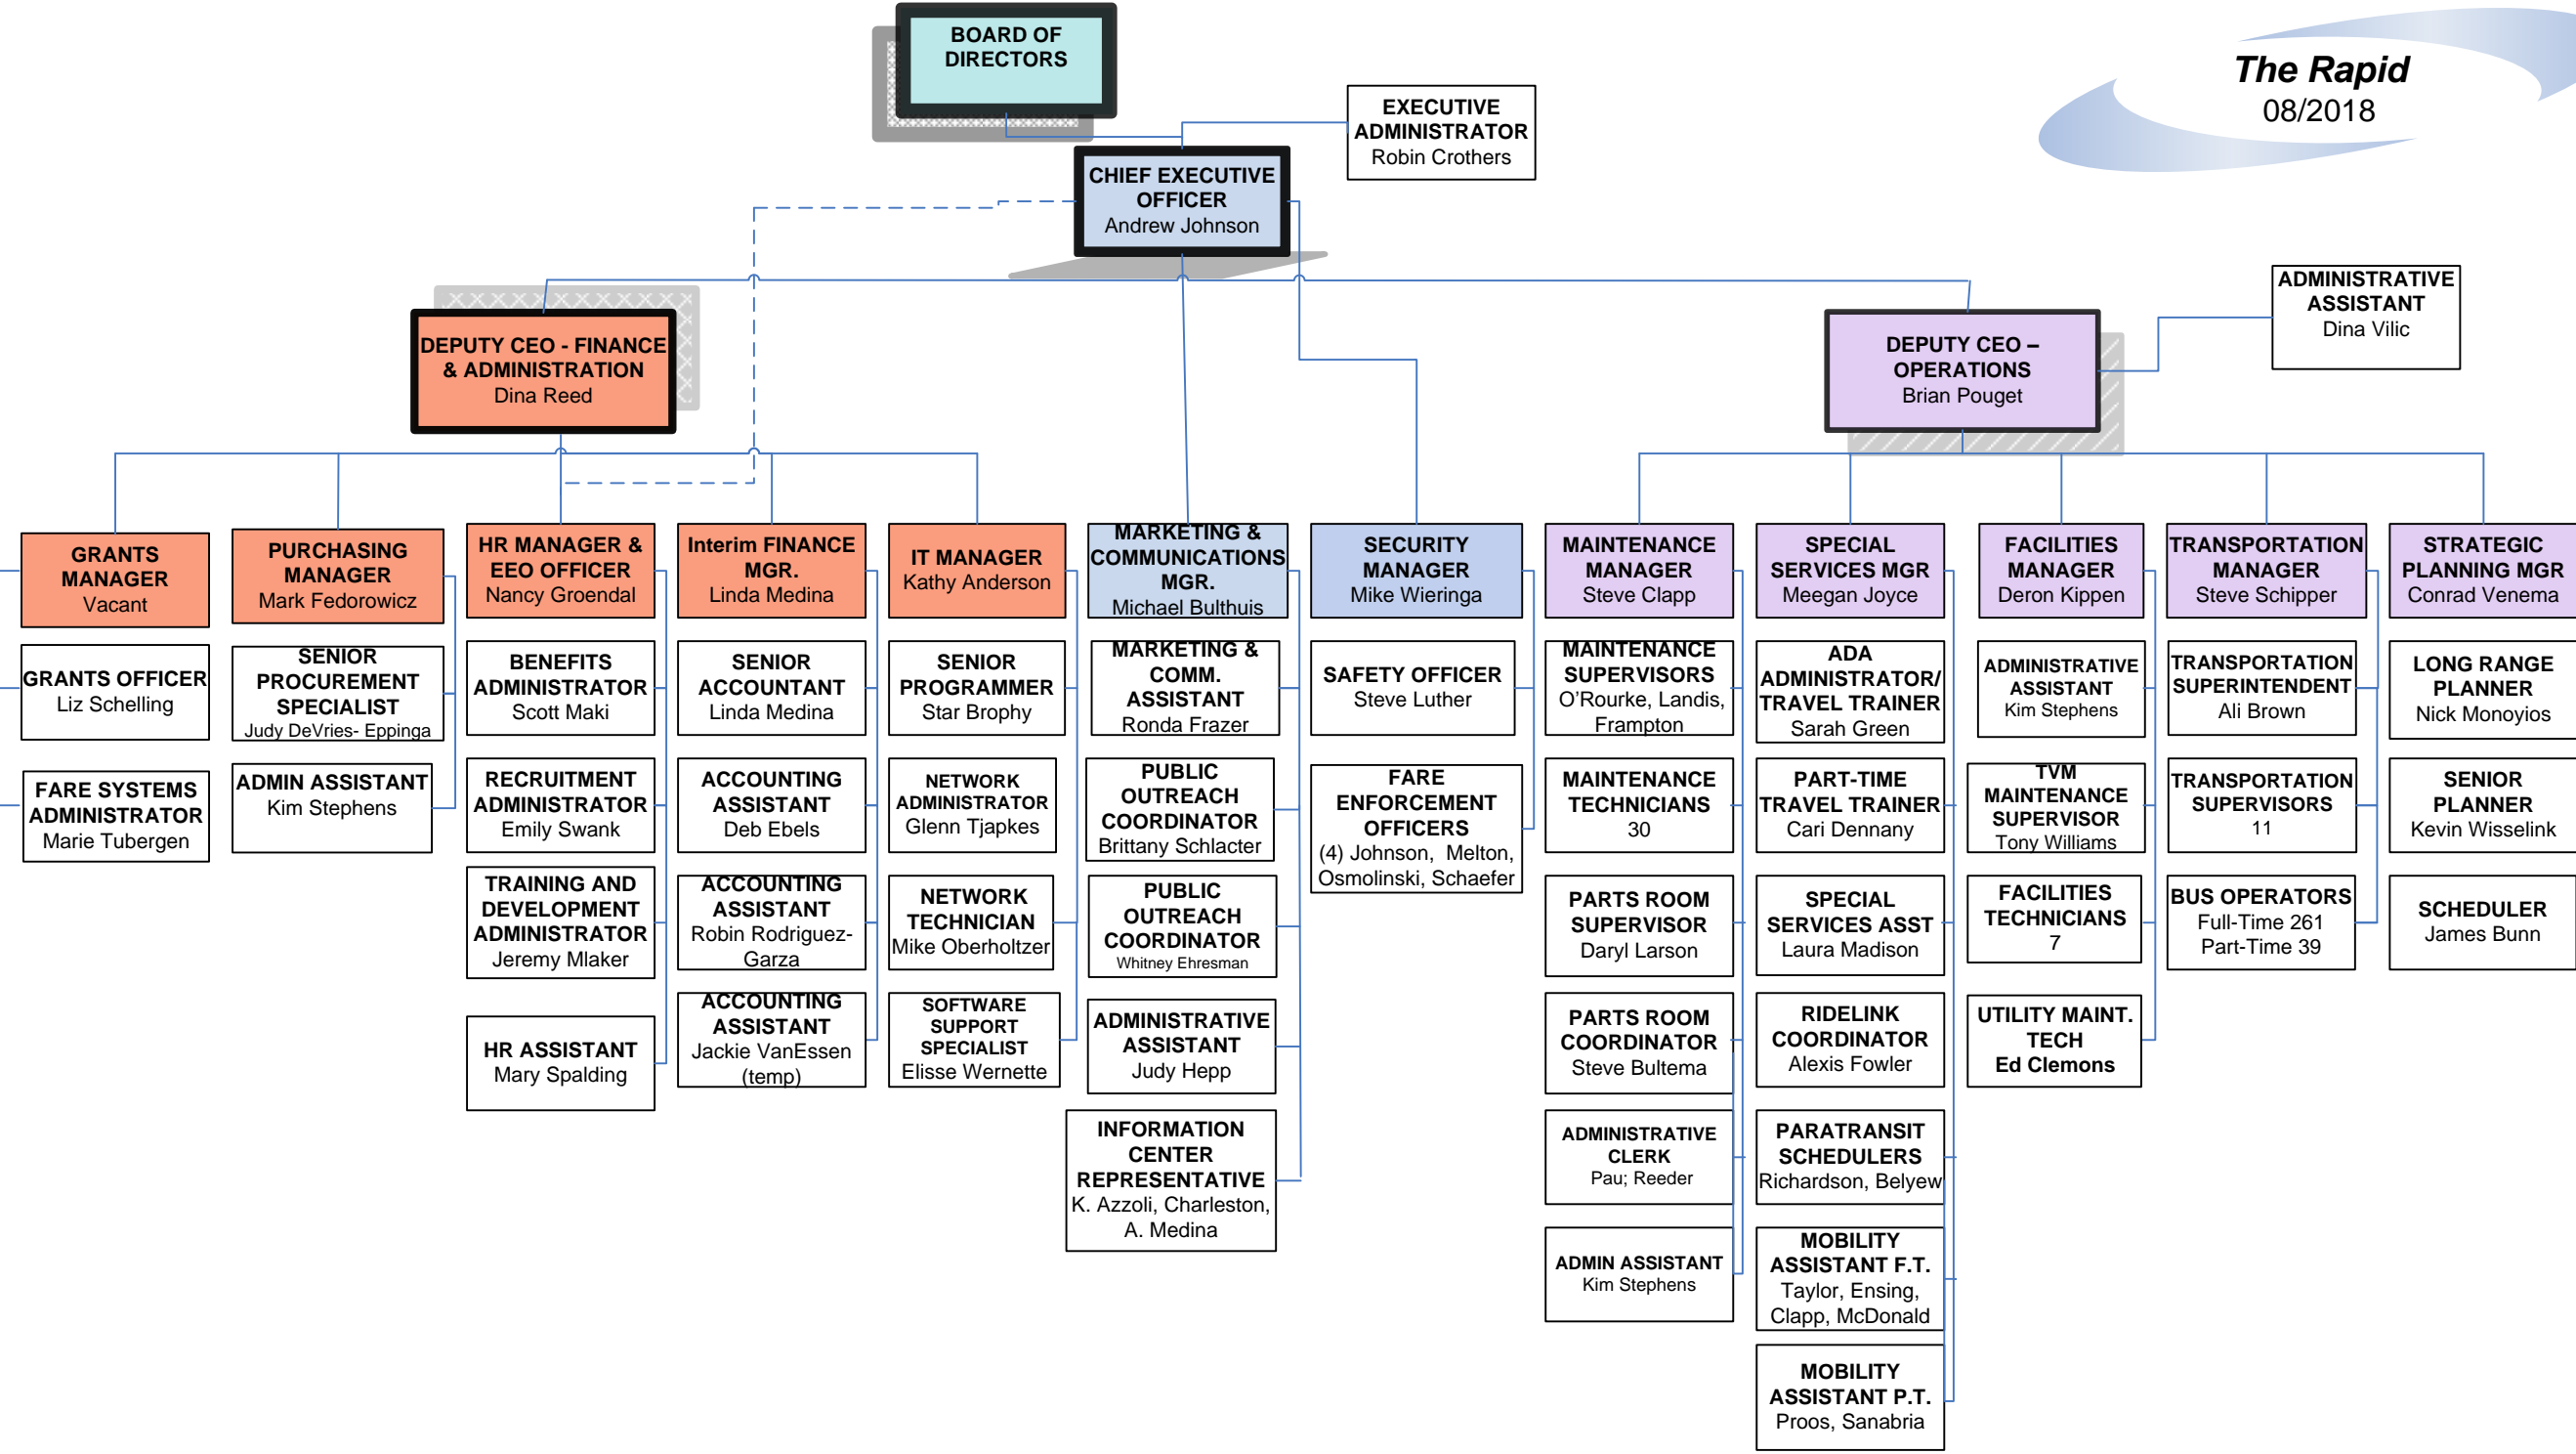 The Rapid
08/2018
BOARD OF
DIRECTORS
EXECUTIVE
ADMINISTRATOR
Robin Crothers
CHIEF EXECUTIVE
OFFICER
Andrew Johnson
DEPUTY CEO - FINANCE
& ADMINISTRATION
Dina Reed
DEPUTY CEO –
OPERATIONS
Brian Pouget
ADMINISTRATIVE
ASSISTANT
Dina Vilic
GRANTS
MANAGER
Vacant
GRANTS OFFICER
Liz Schelling
FARE SYSTEMS
ADMINISTRATOR
Marie Tubergen
PURCHASING
MANAGER
Mark Fedorowicz
SENIOR
PROCUREMENT
SPECIALIST
Judy DeVries- Eppinga
ADMIN ASSISTANT
Kim Stephens
HR MANAGER &
EEO OFFICER
Nancy Groendal
BENEFITS
ADMINISTRATOR
Scott Maki
RECRUITMENT
ADMINISTRATOR
Emily Swank
TRAINING AND
DEVELOPMENT
ADMINISTRATOR
Jeremy Mlaker
HR ASSISTANT
Mary Spalding
Interim FINANCE
MGR.
Linda Medina
SENIOR
ACCOUNTANT
Linda Medina
ACCOUNTING
ASSISTANT
Deb Ebels
ACCOUNTING
ASSISTANT
Robin Rodriguez-
Garza
ACCOUNTING
ASSISTANT
Jackie VanEssen
(temp)
IT MANAGER
Kathy Anderson
SENIOR
PROGRAMMER
Star Brophy
NETWORK
ADMINISTRATOR
Glenn Tjapkes
NETWORK
TECHNICIAN
Mike Oberholtzer
SOFTWARE
SUPPORT
SPECIALIST
Elisse Wernette
MARKETING &
COMMUNICATIONS
MGR.
Michael Bulthuis
MARKETING &
COMM.
ASSISTANT
Ronda Frazer
PUBLIC
OUTREACH
COORDINATOR
Brittany Schlacter
PUBLIC
OUTREACH
COORDINATOR
Whitney Ehresman
ADMINISTRATIVE
ASSISTANT
Judy Hepp
INFORMATION
CENTER
REPRESENTATIVE
K. Azzoli, Charleston,
A. Medina
SECURITY
MANAGER
Mike Wieringa
SAFETY OFFICER
Steve Luther
FARE
ENFORCEMENT
OFFICERS
(4) Johnson, Melton,
Osmolinski, Schaefer
MAINTENANCE
MANAGER
Steve Clapp
MAINTENANCE
SUPERVISORS
O'Rourke, Landis,
Frampton
MAINTENANCE
TECHNICIANS
30
PARTS ROOM
SUPERVISOR
Daryl Larson
PARTS ROOM
COORDINATOR
Steve Bultema
ADMINISTRATIVE
CLERK
Pau; Reeder
ADMIN ASSISTANT
Kim Stephens
SPECIAL
SERVICES MGR
Meegan Joyce
ADA
ADMINISTRATOR/
TRAVEL TRAINER
Sarah Green
PART-TIME
TRAVEL TRAINER
Cari Dennany
SPECIAL
SERVICES ASST
Laura Madison
RIDELINK
COORDINATOR
Alexis Fowler
PARATRANSIT
SCHEDULERS
Richardson, Belyew
MOBILITY
ASSISTANT F.T.
Taylor, Ensing,
Clapp, McDonald
MOBILITY
ASSISTANT P.T.
Proos, Sanabria
FACILITIES
MANAGER
Deron Kippen
ADMINISTRATIVE
ASSISTANT
Kim Stephens
TVM
MAINTENANCE
SUPERVISOR
Tony Williams
FACILITIES
TECHNICIANS
7
UTILITY MAINT.
TECH
Ed Clemons
TRANSPORTATION
MANAGER
Steve Schipper
TRANSPORTATION
SUPERINTENDENT
Ali Brown
TRANSPORTATION
SUPERVISORS
11
BUS OPERATORS
Full-Time 261
Part-Time 39
STRATEGIC
PLANNING MGR
Conrad Venema
LONG RANGE
PLANNER
Nick Monoyios
SENIOR
PLANNER
Kevin Wisselink
SCHEDULER
James Bunn